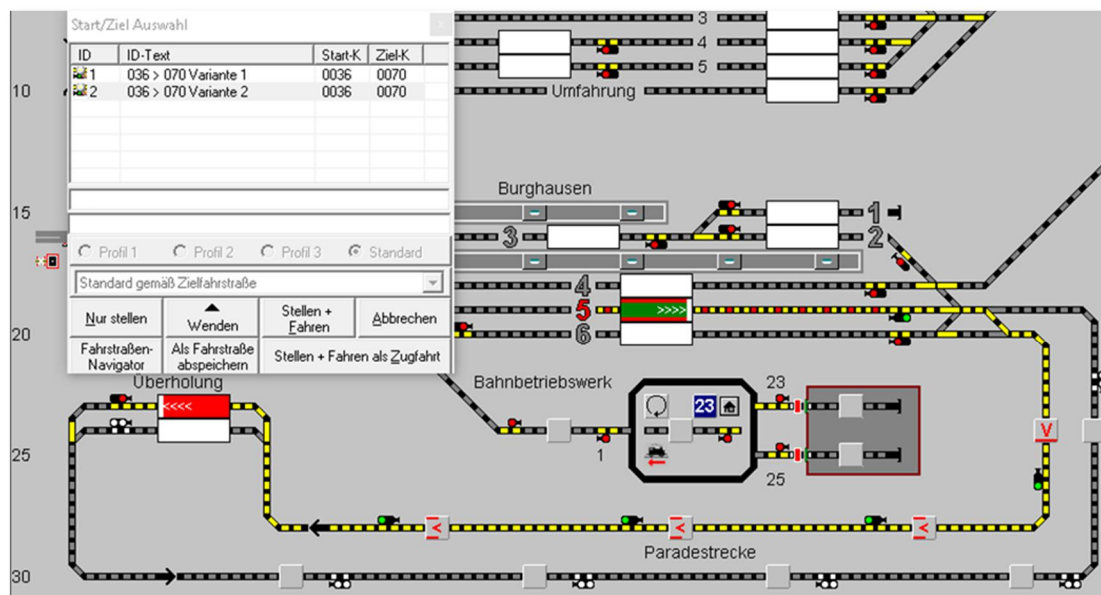 Start/Ziel Auswahl
x
ID ID-Text Start-K Ziel-K
1 036 > 070 Variante 1 0036 0070
2 036 > 070 Variante 2 0036 0070
Profil 1 Profil 2 Profil 3 Standard
Standard gemäß Zielfahrstraße
Nur stellen
Wenden
Stellen +
Fahren
Abbrechen
Fahrstraßen-
Navigator
Als Fahrstraße
abspeichern
Stellen + Fahren als Zugfahrt
3
4
5
10
Umfahrung
Burghausen
15
1
3
2
4
5 >>>>
20
6
Überholung
Bahnbetriebswerk
23
<<<<
23
V
<
25
1
25
< < <
Paradestrecke
30